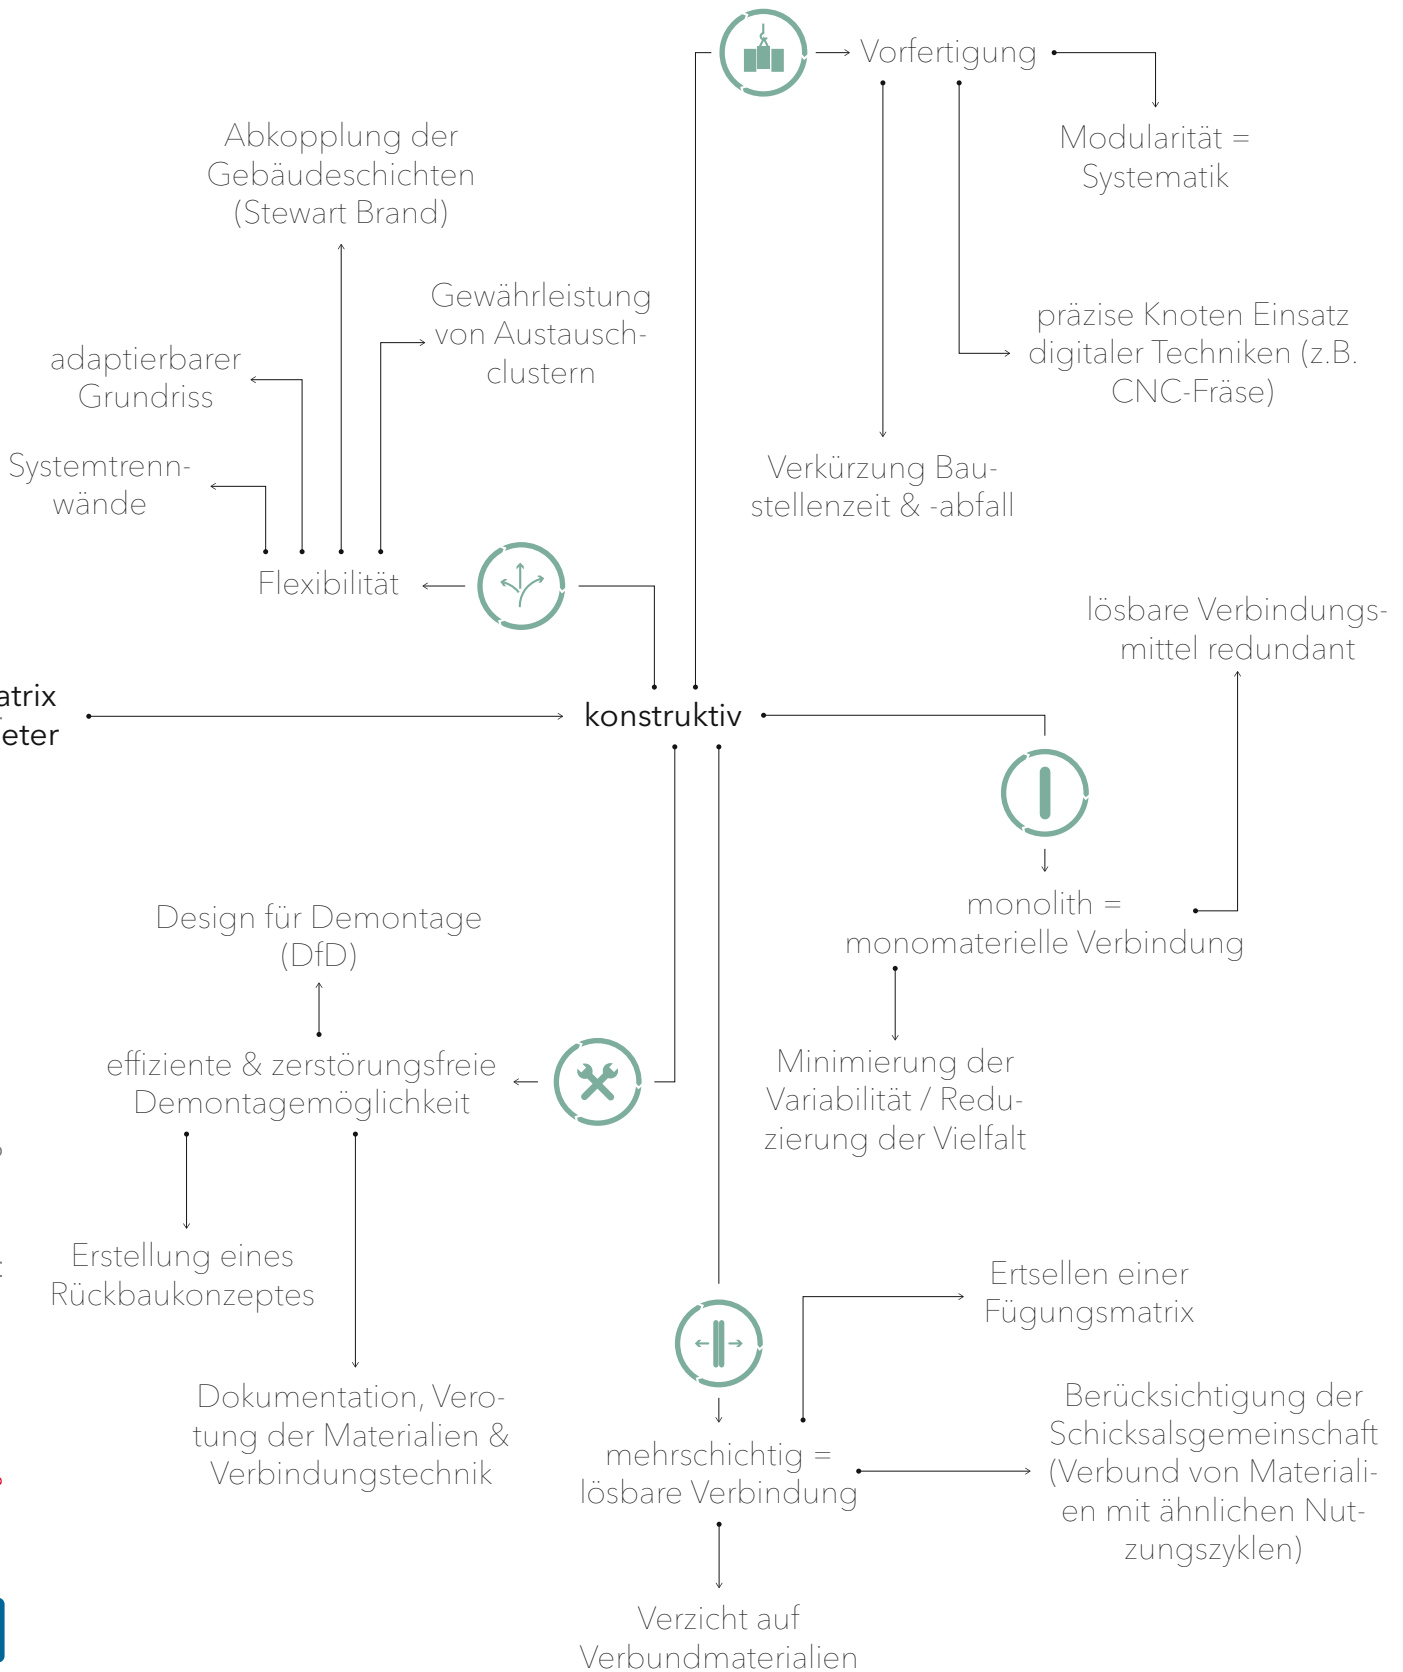 Vorfertigung
Modularität =
Systematik
präzise Knoten Einsatz
digitaler Techniken (z.B.
CNC-Fräse)
Verkürzung Bau-
stellenzeit & -abfall
Abkopplung der
Gebäudeschichten
(Stewart Brand)
Gewährleistung
von Austausch-
clustern
adaptierbarer
Grundriss
Systemtrenn-
wände
Flexibilität
atrix
eter
konstruktiv
lösbare Verbindungs-
mittel redundant
monolith =
monomaterielle Verbindung
Minimierung der
Variabilität / Redu-
zierung der Vielfalt
Design für Demontage
(DfD)
effiziente & zerstörungsfreie
Demontagemöglichkeit
Erstellung eines
Rückbaukonzeptes
Dokumentation, Vero-
tung der Materialien &
Verbindungstechnik
Ertsellen einer
Fügungsmatrix
mehrschichtig =
lösbare Verbindung
Berücksichtigung der
Schicksalsgemeinschaft
(Verbund von Materiali-
en mit ähnlichen Nut-
zungszyklen)
Verzicht auf
Verbundmaterialien